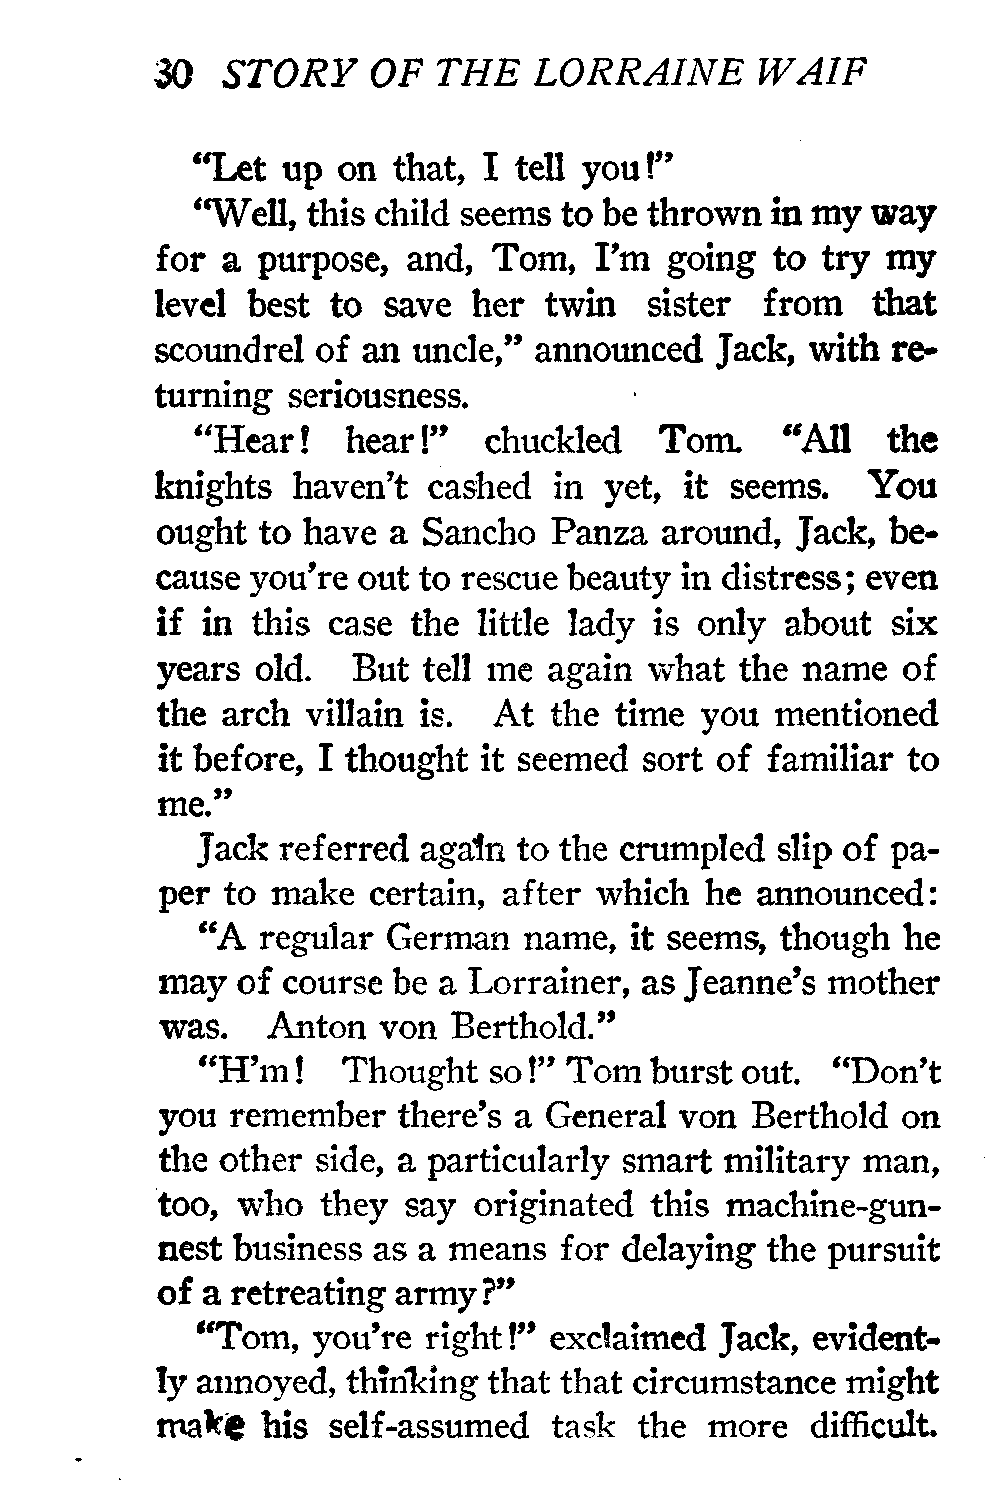 30 STORY OF THE LORRAINE WAIF
“Let up on that, I tell you!”
“Well, this child seems to be thrown in my way
for a purpose, and, Tom, I’m going to try my
level best to save her twin sister from that
scoundrel of an uncle,” announced Jack, with re-
turning seriousness.
“Hear! hear!” chuckled Tom. “All the
knights haven’t cashed in yet, it seems. You
ought to have a Sancho Panza around, Jack, be-
cause you’re out to rescue beauty in distress; even
if in this case the little lady is only about six
years old. But tell me again what the name of
the arch villain is. At the time you mentioned
it before, I thought it seemed sort of familiar to
me.”
Jack referred again to the crumpled slip of pa-
per to make certain, after which he announced:
“A regular German name, it seems, though he
may of course be a Lorrainer, as Jeanne’s mother
was. Anton von Berthold.”
“H’m! Thought so!” Tom burst out. “Don’t
you remember there’s a General von Berthold on
the other side, a particularly smart military man,
too, who they say originated this machine-gun-
nest business as a means for delaying the pursuit
of a retreating army?”
“Tom, you’re right!” exclaimed Jack, evident-
ly annoyed, thinking that that circumstance might
make his self-assumed task the more difficult.